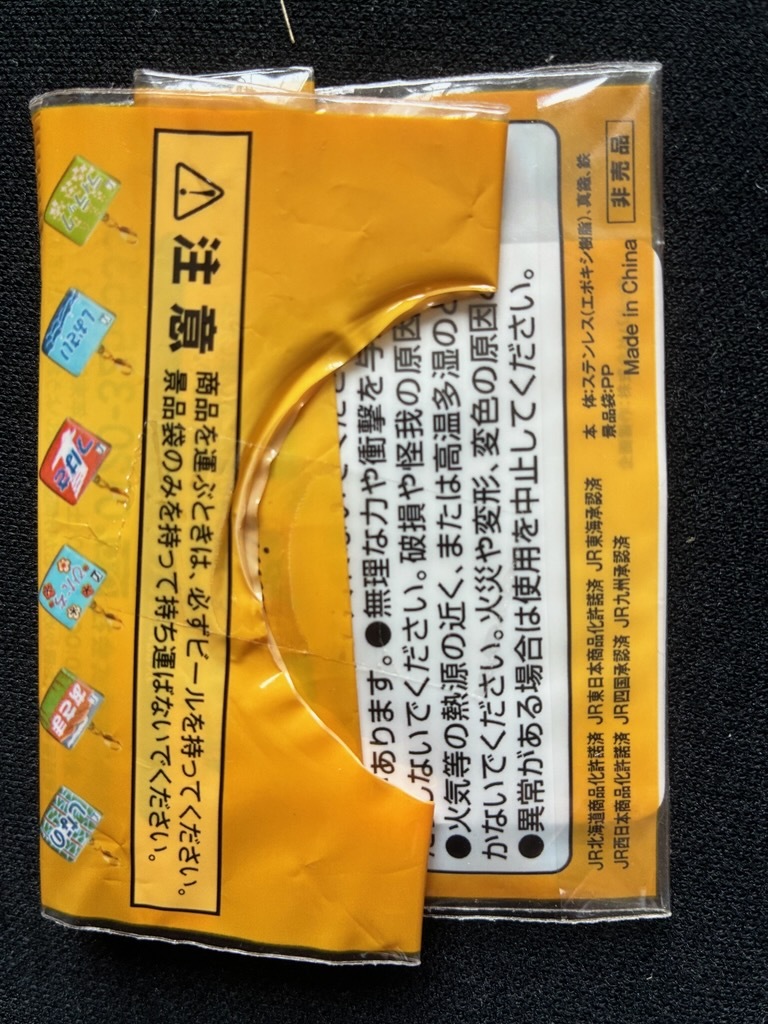 ⚠注意
商品を運ぶときは、必ずビールを持ってください。
景品袋のみを持って持ち運ばないでください。
あります。●無理な力や衝撃を
しないでください。破損や怪我の原因
●火気等の熱源の近く、または高温多湿の
かないでください。火災や変形、変色の原因
●異常がある場合は使用を中止してください。
本 体:ステンレス(エポキシ樹脂)、真鍮、鉄
景品袋:PP
非売品
Made in China
JR北海道商品化許諾済 JR東日本商品化許諾済 JR東海承認済
JR西日本商品化許諾済 JR四国承認済 JR九州承認済